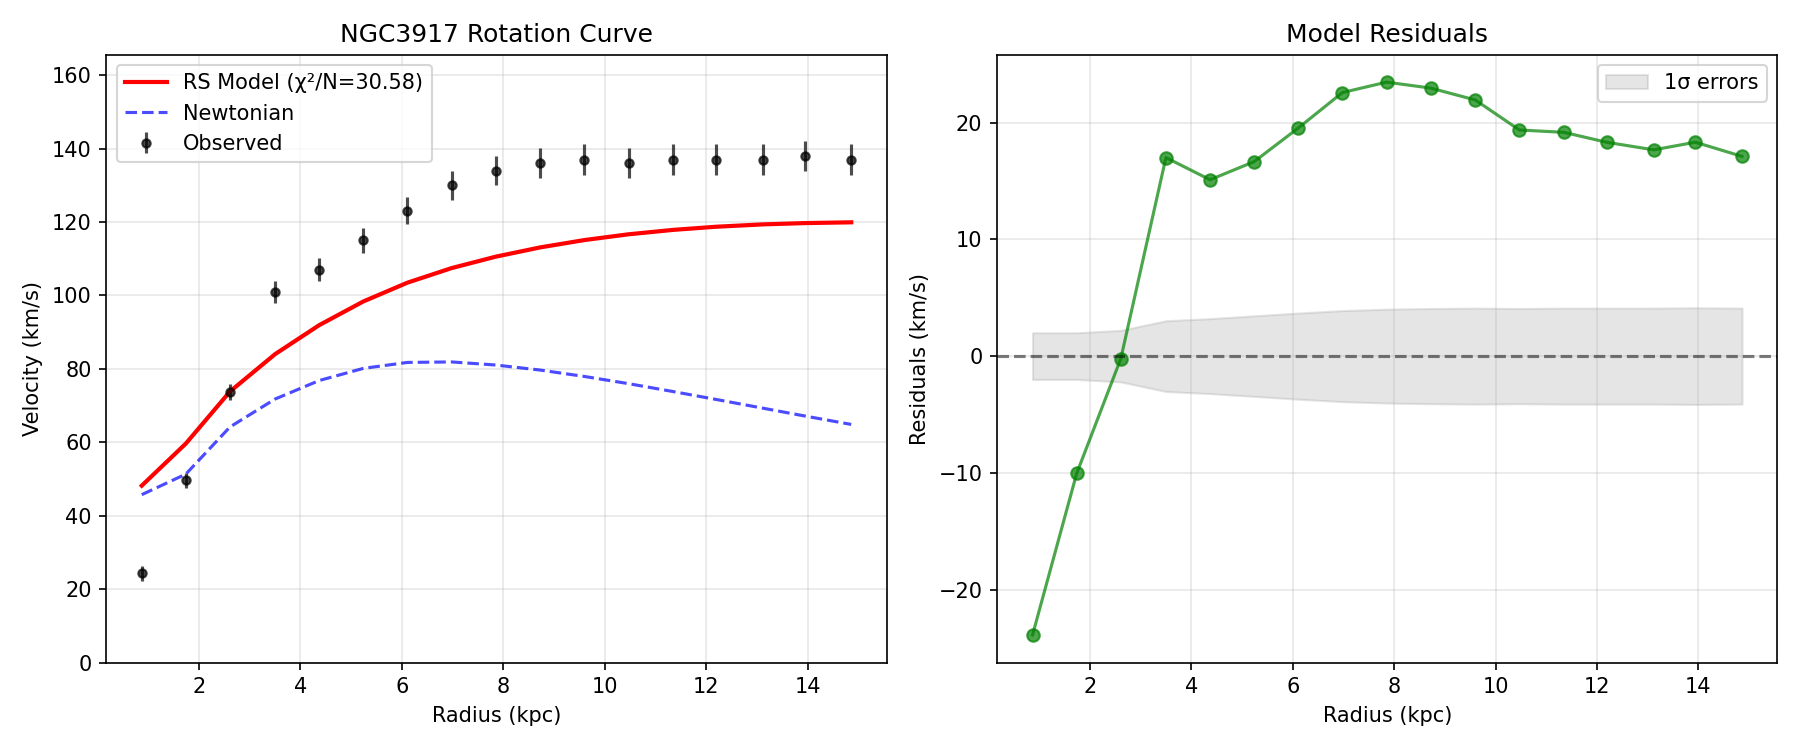 NGC3917 Rotation Curve
RS Model (χ²/N=30.58)
Newtonian
Observed
160
140
120
100
80
60
40
20
0
2
4
6
8
10
12
14
Velocity (km/s)
Radius (kpc)
Model Residuals
1σ errors
20
10
0
−10
−20
2
4
6
8
10
12
14
Residuals (km/s)
Radius (kpc)